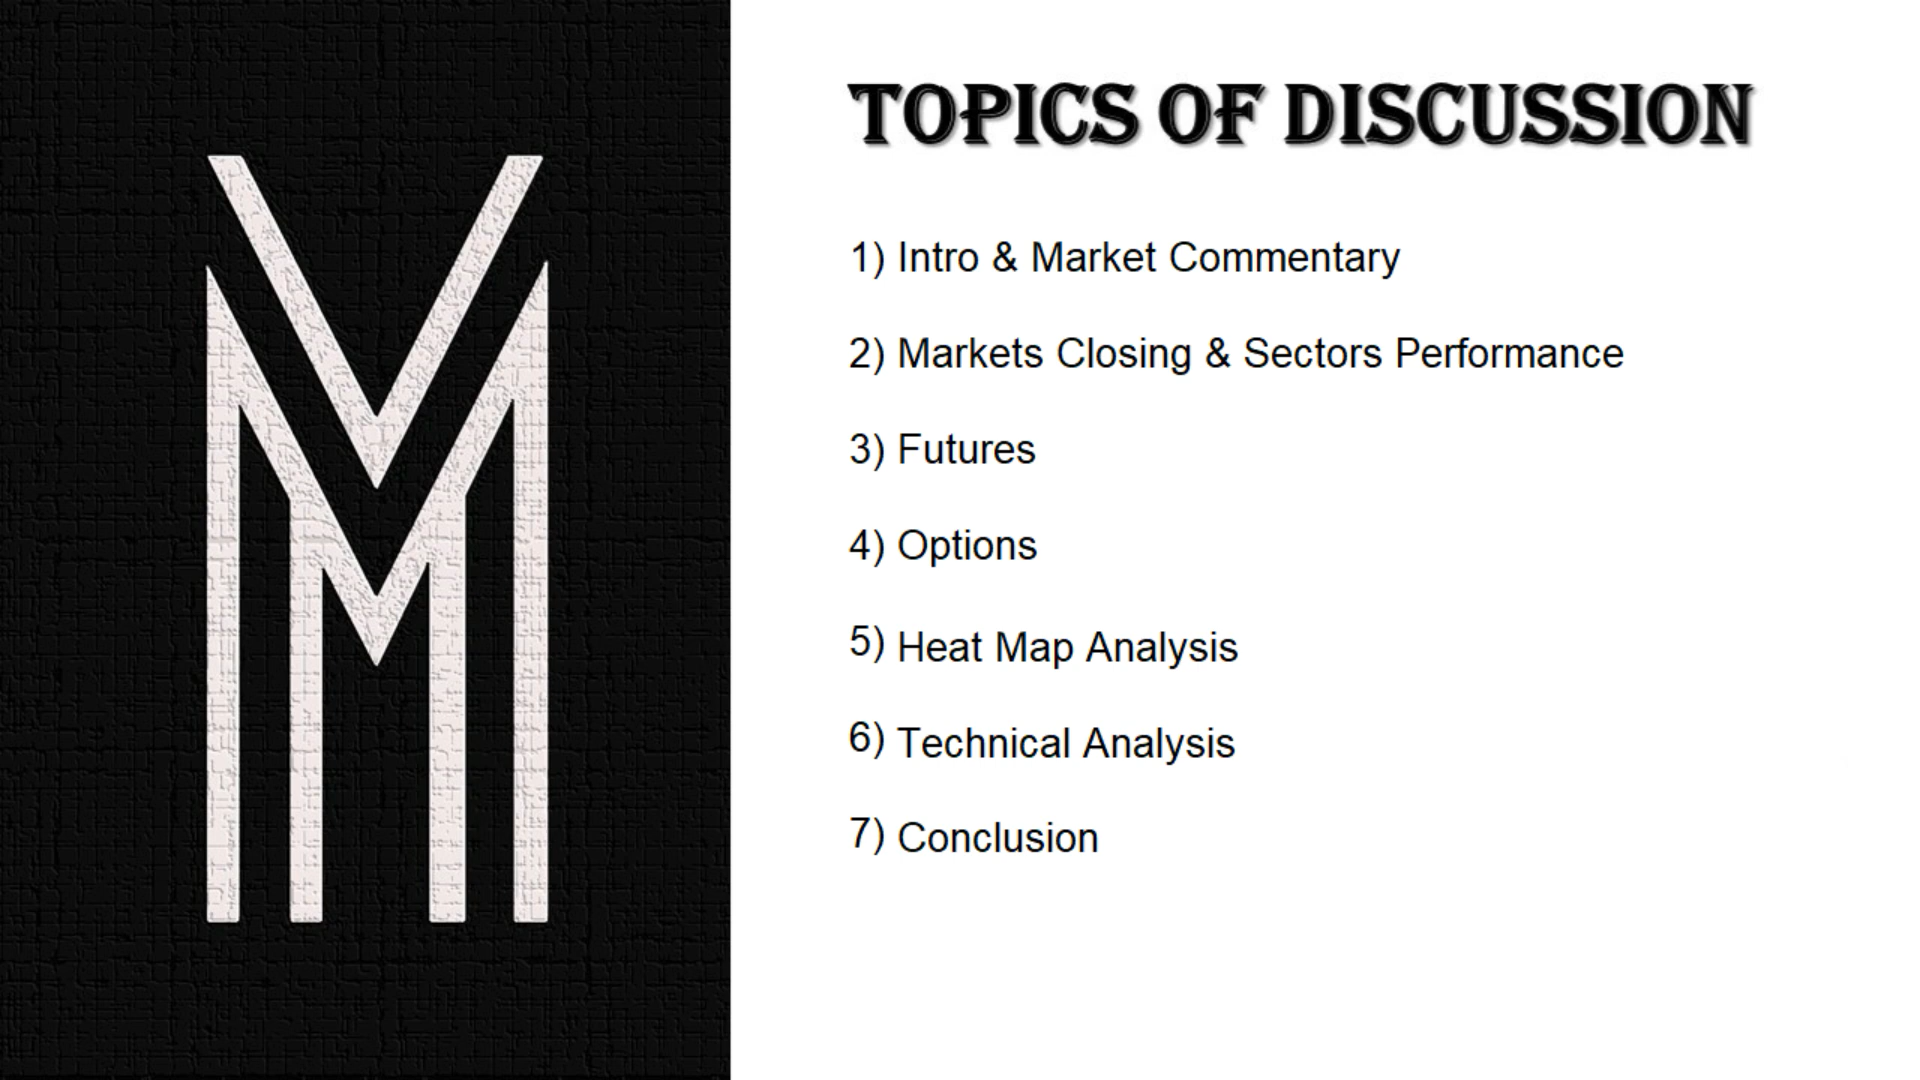 TOPICS OF DISCUSSION
1) Intro & Market Commentary
2) Markets Closing & Sectors Performance
3) Futures
4) Options
5) Heat Map Analysis
6) Technical Analysis
7) Conclusion